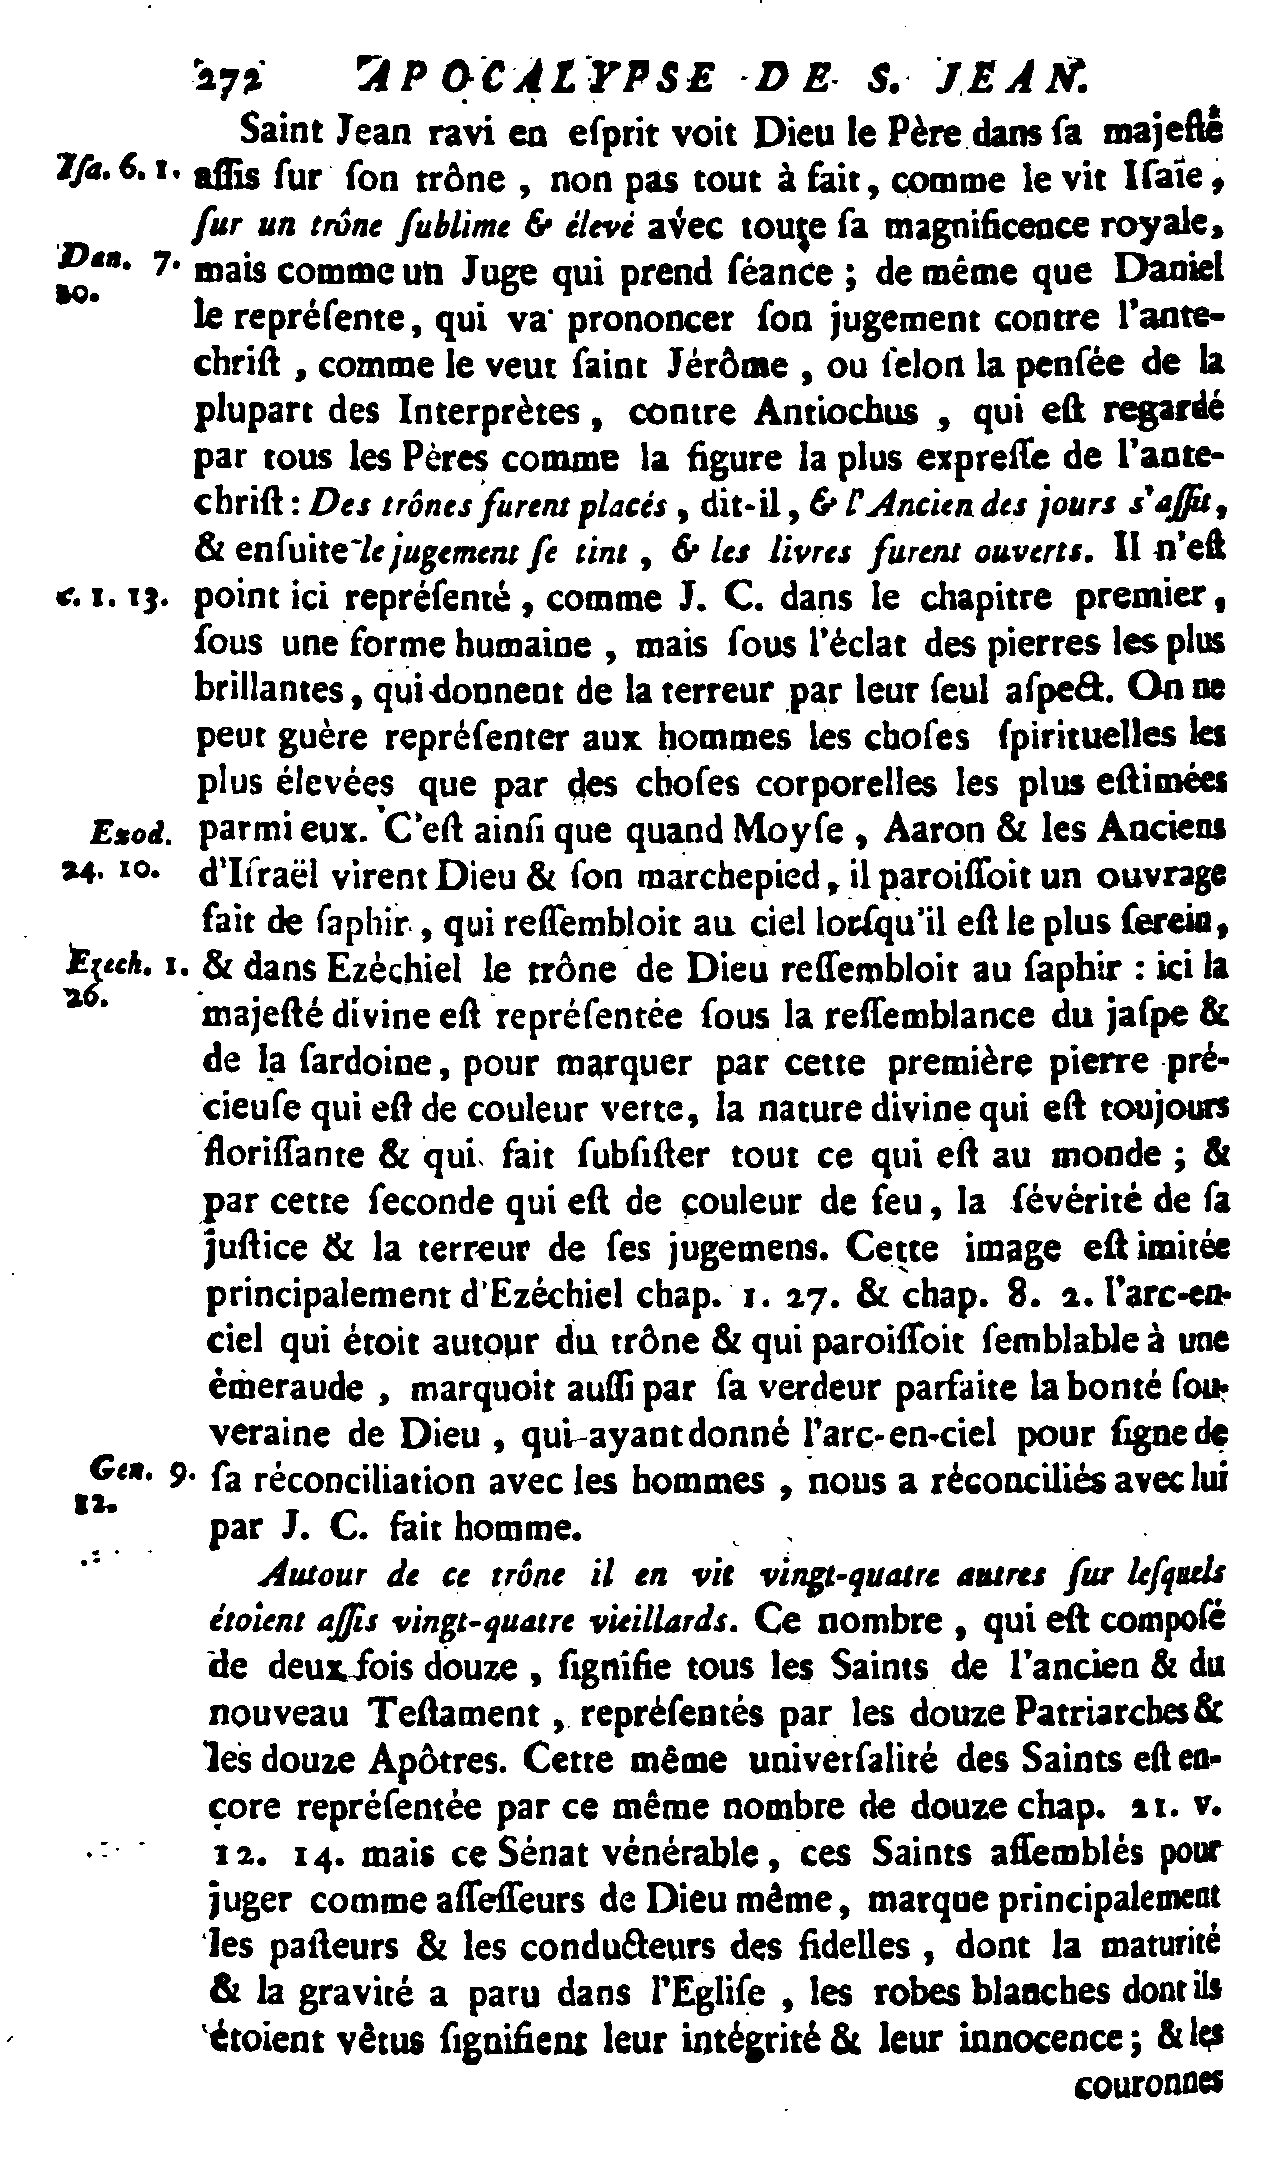 272 APOCALYPSE DE S. JEAN.
Saint Jean ravi en eſprit voit Dieu le Père dans ſa majeſté
Iſa. 6. 1. aſſis ſur ſon trône, non pas tout à fait, comme le vit Iſaïe,
ſur un trône ſublime & élevé avec toute ſa magnificence royale,
Dan. 7. mais comme un Juge qui prend ſéance; de même que Daniel
10.
le repréſente, qui va prononcer ſon jugement contre l'ante-
chriſt, comme le veut ſaint Jérôme, ou ſelon la penſée de la
plupart des Interprètes, contre Antiochus, qui eſt regardé
par tous les Pères comme la figure la plus expreſſe de l'ante-
chriſt: Des trônes furent placés, dit-il, & l'Ancien des jours s'aſſit,
& enſuite le jugement ſe tint, & les livres furent ouverts. Il n'eſt
c. 1. 13. point ici repréſenté, comme J. C. dans le chapitre premier,
ſous une forme humaine, mais ſous l'éclat des pierres les plus
brillantes, qui donnent de la terreur par leur ſeul aſpect. On ne
peut guère repréſenter aux hommes les choſes ſpirituelles les
plus élevées que par des choſes corporelles les plus eſtimées
Exod. parmi eux. C'eſt ainſi que quand Moyſe, Aaron & les Anciens
24. 10. d'Iſraël virent Dieu & ſon marchepied, il paroiſſoit un ouvrage
fait de ſaphir, qui reſſembloit au ciel lorſqu'il eſt le plus ſerein,
Ezech. 1. & dans Ezéchiel le trône de Dieu reſſembloit au ſaphir: ici la
26.
majeſté divine eſt repréſentée ſous la reſſemblance du jaſpe &
de la ſardoine, pour marquer par cette première pierre pré-
cieuſe qui eſt de couleur verte, la nature divine qui eſt toujours
floriſſante & qui fait ſubſiſter tout ce qui eſt au monde; &
par cette ſeconde qui eſt de couleur de feu, la ſévérité de ſa
juſtice & la terreur de ſes jugemens. Cette image eſt imitée
principalement d'Ezéchiel chap. 1. 27. & chap. 8. 2. l'arc-en-
ciel qui étoit autour du trône & qui paroiſſoit ſemblable à une
émeraude, marquoit auſſi par ſa verdeur parfaite la bonté ſou-
veraine de Dieu, qui ayant donné l'arc-en-ciel pour ſigne de
Gen. 9. ſa réconciliation avec les hommes, nous a réconciliés avec lui
12.
par J. C. fait homme.
Autour de ce trône il en vit vingt-quatre autres ſur leſquels
étoient aſſis vingt-quatre vieillards. Ce nombre, qui eſt compoſé
de deux fois douze, ſignifie tous les Saints de l'ancien & du
nouveau Teſtament, repréſentés par les douze Patriarches &
les douze Apôtres. Cette même univerſalité des Saints eſt en-
core repréſentée par ce même nombre de douze chap. 21. v.
12. 14. mais ce Sénat vénérable, ces Saints aſſemblés pour
juger comme aſſeſſeurs de Dieu même, marque principalement
les paſteurs & les conducteurs des fidelles, dont la maturité
& la gravité a paru dans l'Egliſe, les robes blanches dont ils
étoient vêtus ſignifient leur intégrité & leur innocence; & les
couronnes